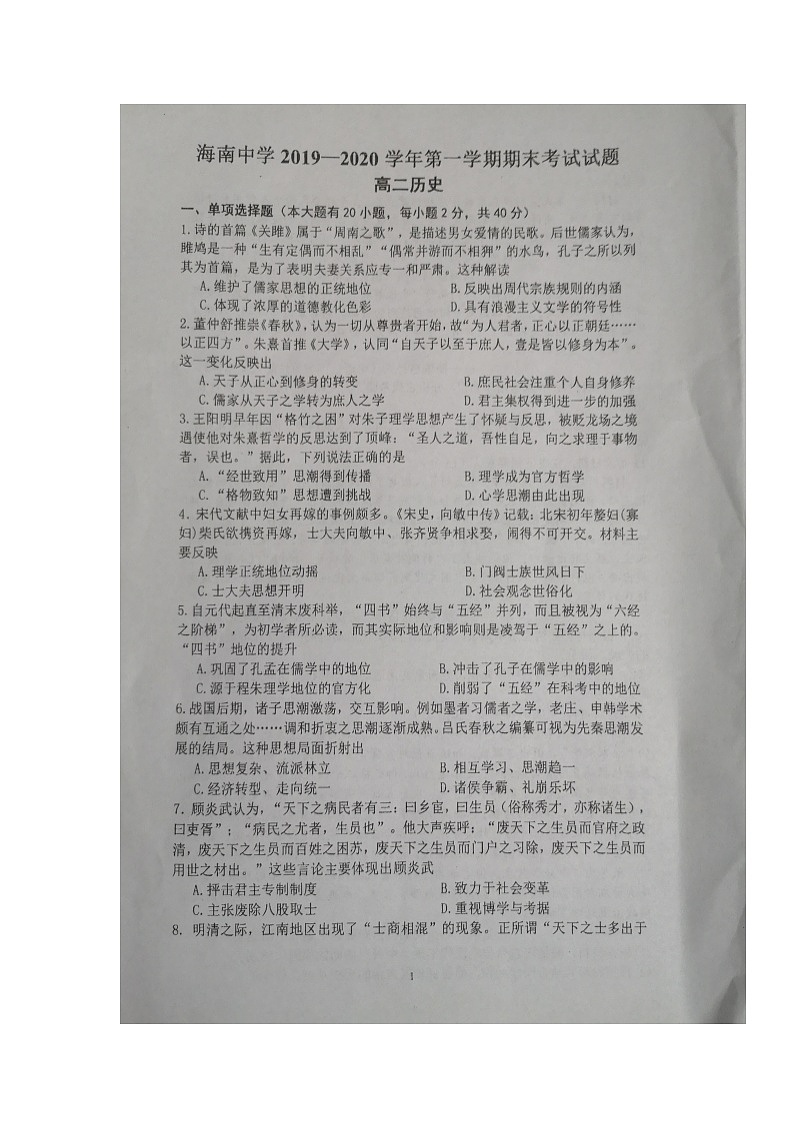 海南中学2019—2020学年第一学期期末考试试题
高二历史
一、单项选择题（本大题有20小题，每小题2分，共40分）
1.诗的首篇《关雎》属于“周南之歌”，是描述男女爱情的民歌。后世儒家认为，
雎鸠是一种“生有定偶而不相乱”“偶常并游而不相狎”的水鸟，孔子之所以列
其为首篇，是为了表明夫妻关系应专一和严肃。这种解读
A.维护了儒家思想的正统地位 B.反映出周代宗族规则的内涵
C.体现了浓厚的道德教化色彩 D.具有浪漫主义文学的符号性
2.董仲舒推崇《春秋》，认为一切从尊贵者开始，故“为人君者，正心以正朝廷……
以正四方”。朱熹首推《大学》，认同“自天子以至于庶人，壹是皆以修身为本”。
这一变化反映出
A.天子从正心到修身的转变 B.庶民社会注重个人自身修养
C.儒家从天子之学转为庶人之学 D.君主集权得到进一步的加强
3.王阳明早年因“格竹之困”对朱子理学思想产生了怀疑与反思，被贬龙场之境
遇使他对朱熹哲学的反思达到了顶峰：“圣人之道，吾性自足，向之求理于事物
者，误也。”据此，下列说法正确的是
A.“经世致用”思潮得到传播 B.理学成为官方哲学
C.“格物致知”思想遭到挑战 D.心学思潮由此出现
4.宋代文献中妇女再嫁的事例颇多。《宋史，向敏中传》记载：北宋初年嫠妇(寡
妇)柴氏欲携资再嫁，士大夫向敏中、张齐贤争相求娶，闹得不可开交。材料主
要反映
A.理学正统地位动摇 B.门阀士族世风日下
C.士大夫思想开明 D.社会观念世俗化
5.自元代起直至清末废科举，“四书”始终与“五经”并列，而且被视为“六经
之阶梯”，为初学者所必读，而其实际地位和影响则是凌驾于“五经”之上的。
“四书”地位的提升
A.巩固了孔孟在儒学中的地位 B.冲击了孔子在儒学中的影响
C.源于程朱理学地位的官方化 D.削弱了“五经”在科考中的地位
6.战国后期，诸子思潮激荡，交互影响。例如墨者习儒者之学，老庄、申韩学术
颇有互通之处……调和折衷之思潮逐渐成熟。吕氏春秋之编纂可视为先秦思潮发
展的结局。这种思想局面折射出
A.思想复杂、流派林立 B.相互学习、思潮趋一
C.经济转型、走向统一 D.诸侯争霸、礼崩乐坏
7.顾炎武认为，“天下之病民者有三：曰乡宦，曰生员（俗称秀才，亦称诸生），
曰吏胥”；“病民之尤者，生员也”。他大声疾呼：“废天下之生员而官府之政
清，废天下之生员而百姓之困苏，废天下之生员而门户之习除，废天下之生员而
用世之材出。”这些言论主要体现出顾炎武
A.抨击君主专制制度 B.致力于社会变革
C.主张废除八股取士 D.重视博学与考据
8.明清之际，江南地区出现了“士商相混”的现象。正所谓“天下之士多出于
1